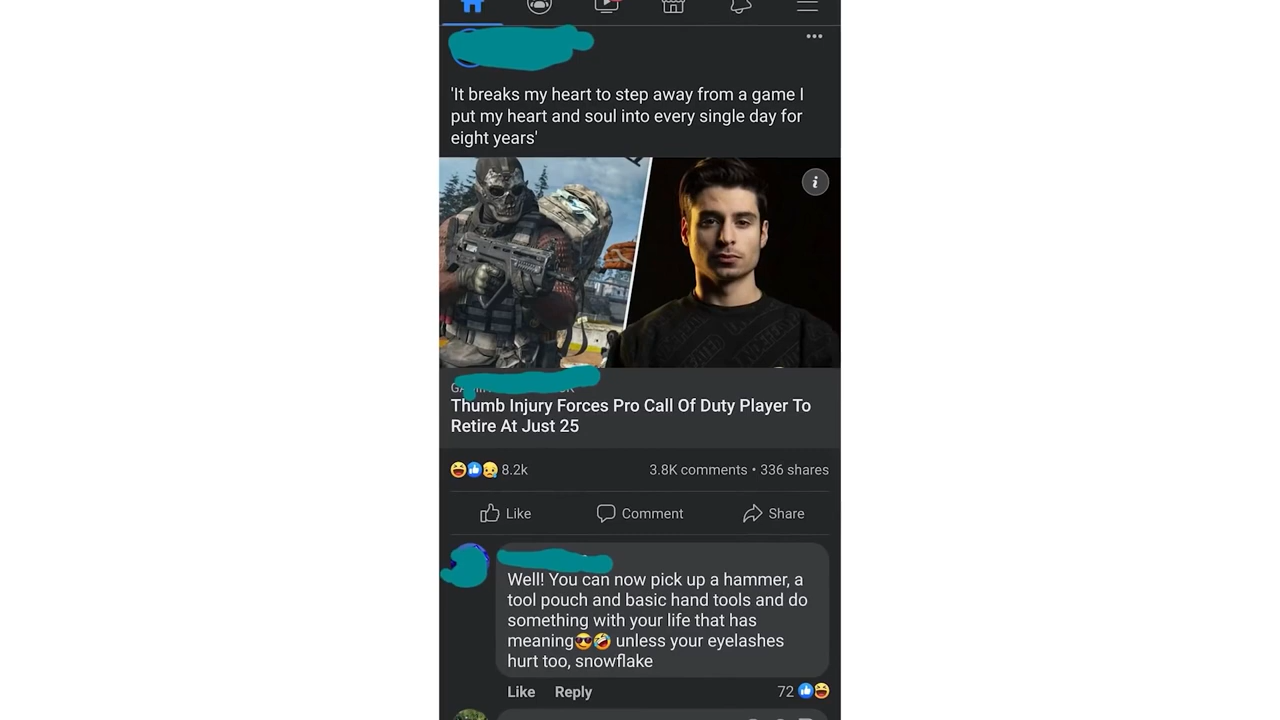 'It breaks my heart to step away from a game I
put my heart and soul into every single day for
eight years'
Thumb Injury Forces Pro Call Of Duty Player To
Retire At Just 25
8.2k 3.8K comments • 336 shares
Like Comment Share
Well! You can now pick up a hammer, a
tool pouch and basic hand tools and do
something with your life that has
meaning😎🤣 unless your eyelashes
hurt too, snowflake
Like Reply 72